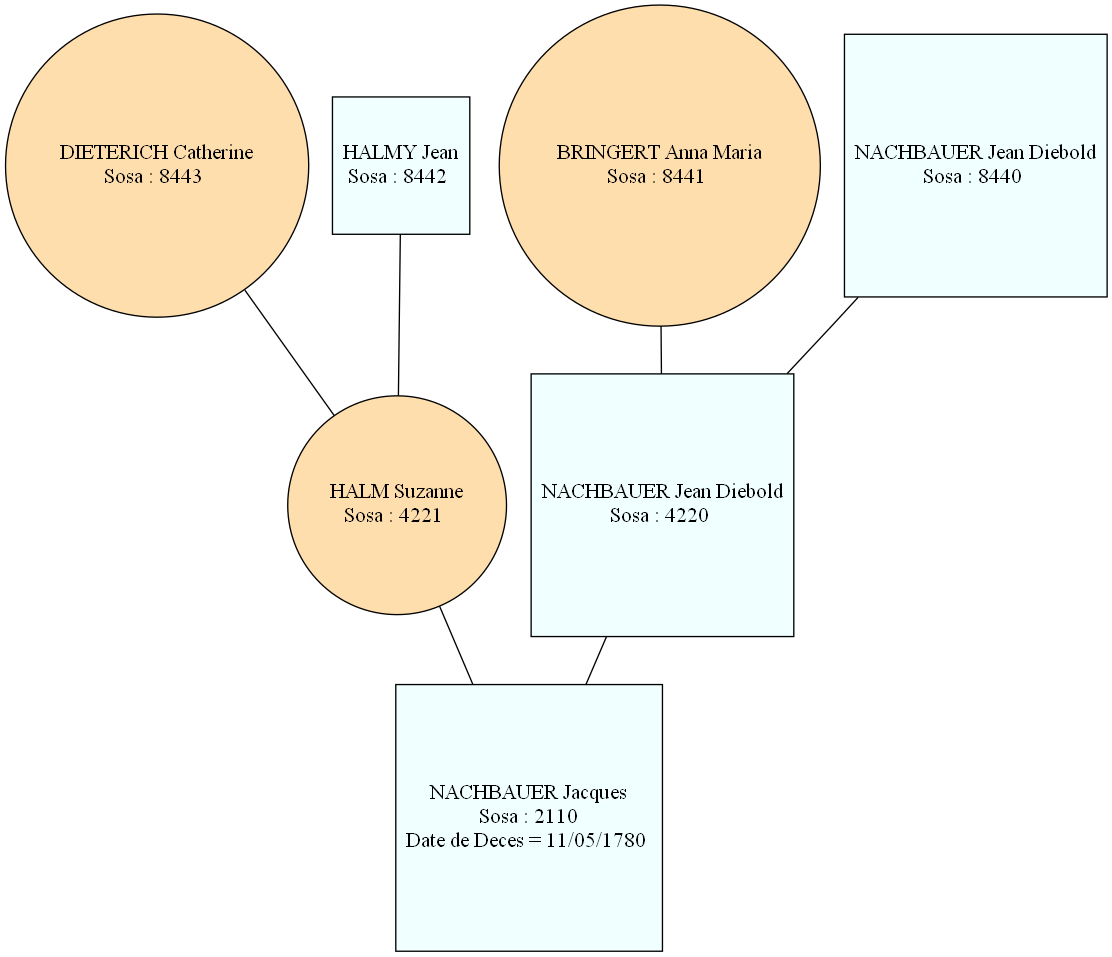 DIETERICH Catherine
Sosa : 8443
HALMY Jean
Sosa : 8442
BRINGERT Anna Maria
Sosa : 8441
NACHBAUER Jean Diebold
Sosa : 8440
HALM Suzanne
Sosa : 4221
NACHBAUER Jean Diebold
Sosa : 4220
NACHBAUER Jacques
Sosa : 2110
Date de Deces = 11/05/1780